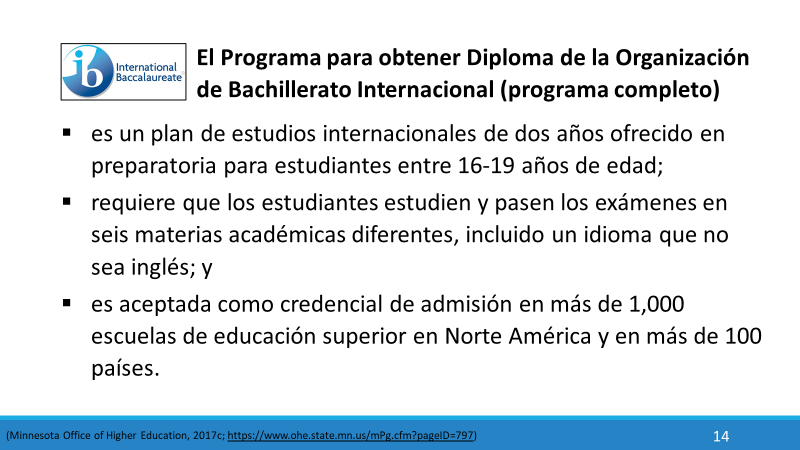 ib International
Baccalaureate
El Programa para obtener Diploma de la Organización
de Bachillerato Internacional (programa completo)
▪ es un plan de estudios internacionales de dos años ofrecido en
preparatoria para estudiantes entre 16-19 años de edad;
▪ requiere que los estudiantes estudien y pasen los exámenes en
seis materias académicas diferentes, incluido un idioma que no
sea inglés; y
▪ es aceptada como credencial de admisión en más de 1,000
escuelas de educación superior en Norte América y en más de 100
países.
(Minnesota Office of Higher Education, 2017c; https://www.ohe.state.mn.us/mPg.cfm?pageID=797)
14